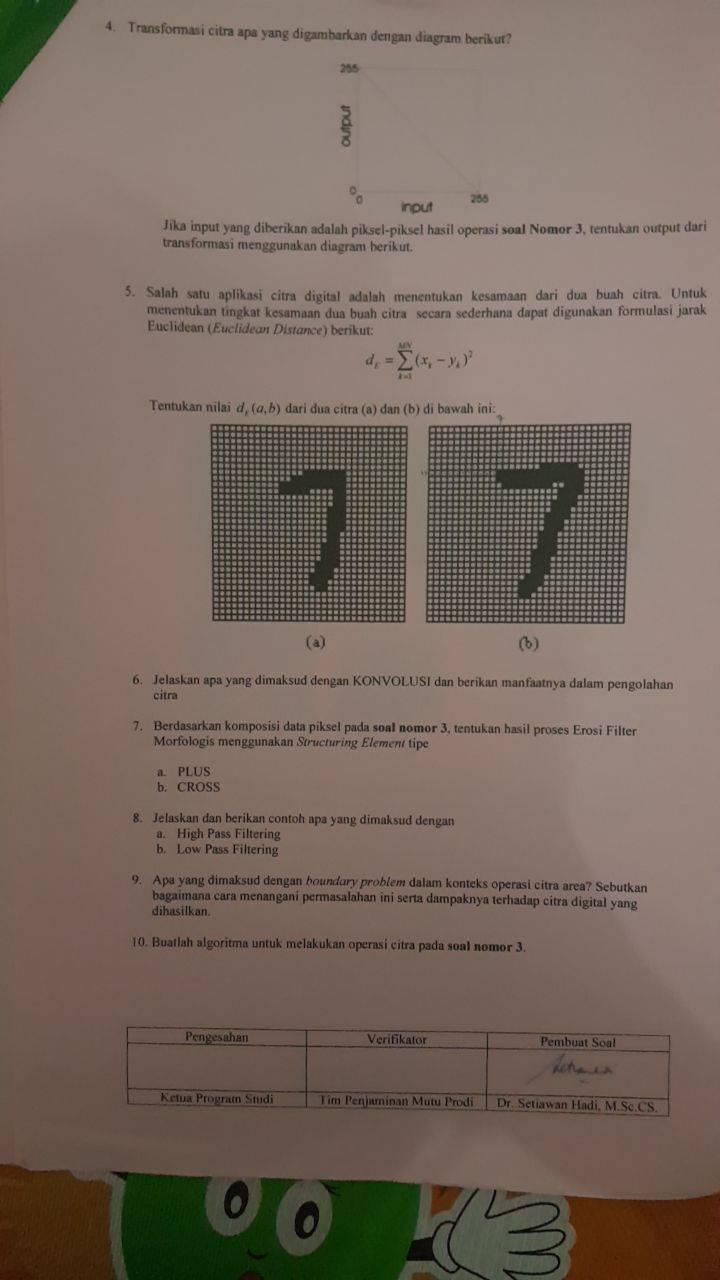 4. Transformasi citra apa yang digambarkan dengan diagram berikut?
255
output
0
0
input
255
Jika input yang diberikan adalah piksel-piksel hasil operasi soal Nomor 3, tentukan output dari
transformasi menggunakan diagram berikut.
5. Salah satu aplikasi citra digital adalah menentukan kesamaan dari dua buah citra. Untuk
menentukan tingkat kesamaan dua buah citra secara sederhana dapat digunakan formulasi jarak
Euclidean (Euclidean Distance) berikut:
d_E = \sum_{k=1}^{MN} (x_k − y_k)^2
Tentukan nilai d_E (a,b) dari dua citra (a) dan (b) di bawah ini:
(a) (b)
6. Jelaskan apa yang dimaksud dengan KONVOLUSI dan berikan manfaatnya dalam pengolahan
citra
7. Berdasarkan komposisi data piksel pada soal nomor 3, tentukan hasil proses Erosi Filter
Morfologis menggunakan Structuring Element tipe
a. PLUS
b. CROSS
8. Jelaskan dan berikan contoh apa yang dimaksud dengan
a. High Pass Filtering
b. Low Pass Filtering
9. Apa yang dimaksud dengan boundary problem dalam konteks operasi citra area? Sebutkan
bagaimana cara menangani permasalahan ini serta dampaknya terhadap citra digital yang
dihasilkan.
10. Buatlah algoritma untuk melakukan operasi citra pada soal nomor 3.
Pengesahan Verifikator Pembuat Soal
Ketua Program Studi Tim Penjaminan Mutu Prodi Dr. Setiawan Hadi, M.Sc.CS.